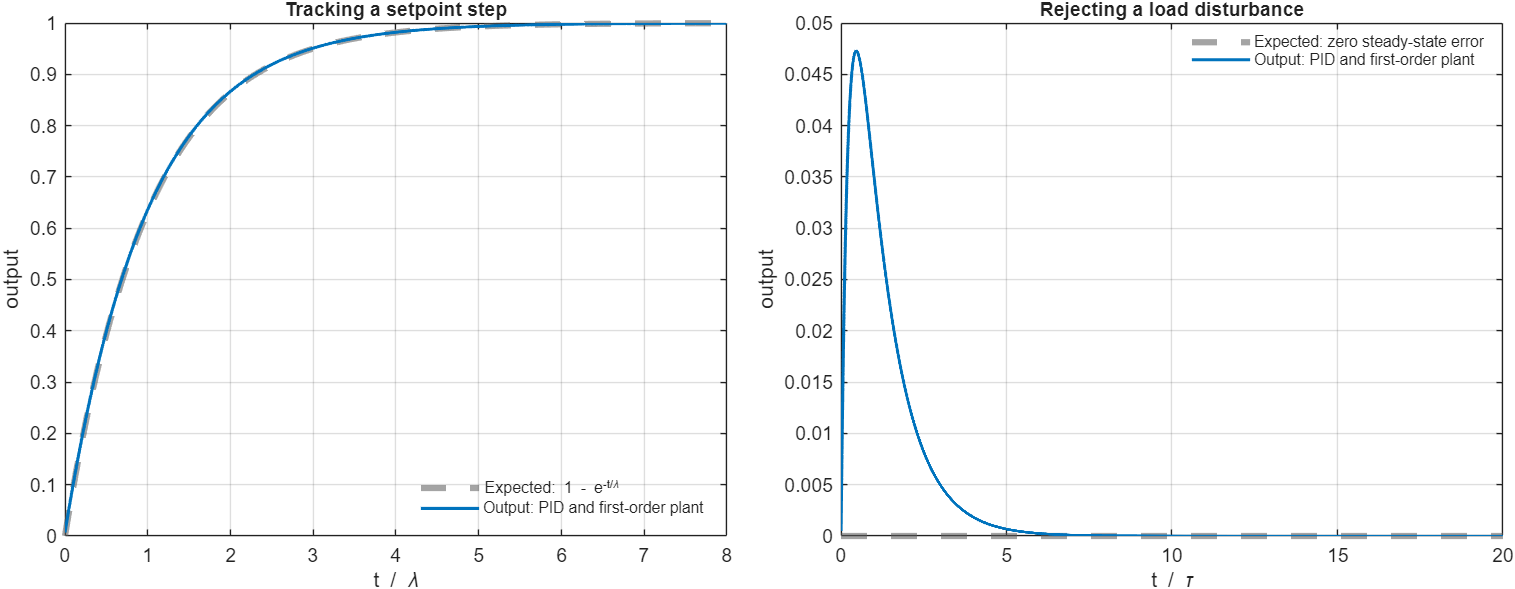 Tracking a setpoint step
1
0.9
0.8
0.7
0.6
0.5
0.4
0.3
0.2
0.1
0
output
Expected: 1 - e-t/λ
Output: PID and first-order plant
0 1 2 3 4 5 6 7 8
t / λ
Rejecting a load disturbance
0.05
0.045
0.04
0.035
0.03
0.025
0.02
0.015
0.01
0.005
0
output
Expected: zero steady-state error
Output: PID and first-order plant
0 5 10 15 20
t / τ